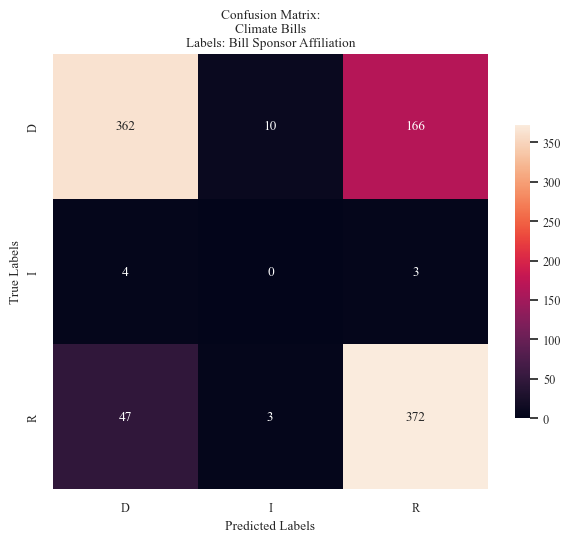 Confusion Matrix:
Climate Bills
Labels: Bill Sponsor Affiliation
True Labels
D
362
10
166
I
4
0
3
R
47
3
372
D
I
R
Predicted Labels
350
300
250
200
150
100
50
0